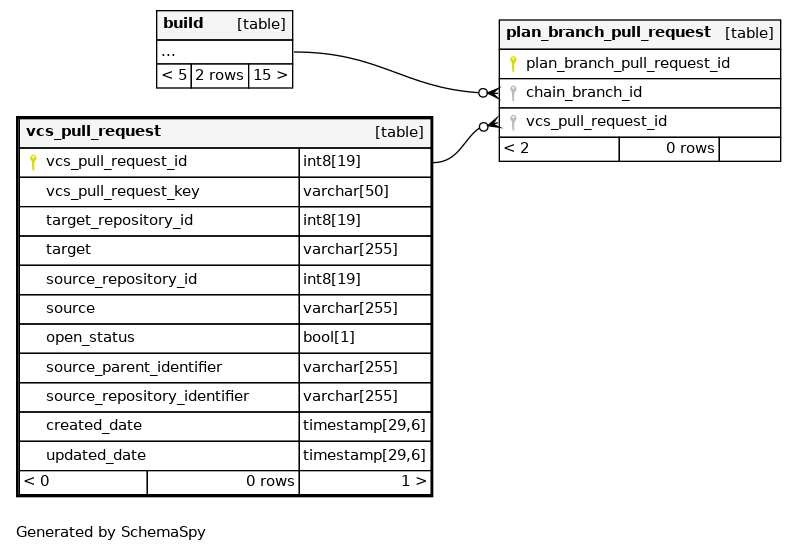 build [table]
...
< 5 2 rows 15 >
plan_branch_pull_request [table]
plan_branch_pull_request_id
chain_branch_id
vcs_pull_request_id
< 2 0 rows
vcs_pull_request [table]
vcs_pull_request_id int8[19]
vcs_pull_request_key varchar[50]
target_repository_id int8[19]
target varchar[255]
source_repository_id int8[19]
source varchar[255]
open_status bool[1]
source_parent_identifier varchar[255]
source_repository_identifier varchar[255]
created_date timestamp[29,6]
updated_date timestamp[29,6]
< 0 0 rows 1 >
Generated by SchemaSpy